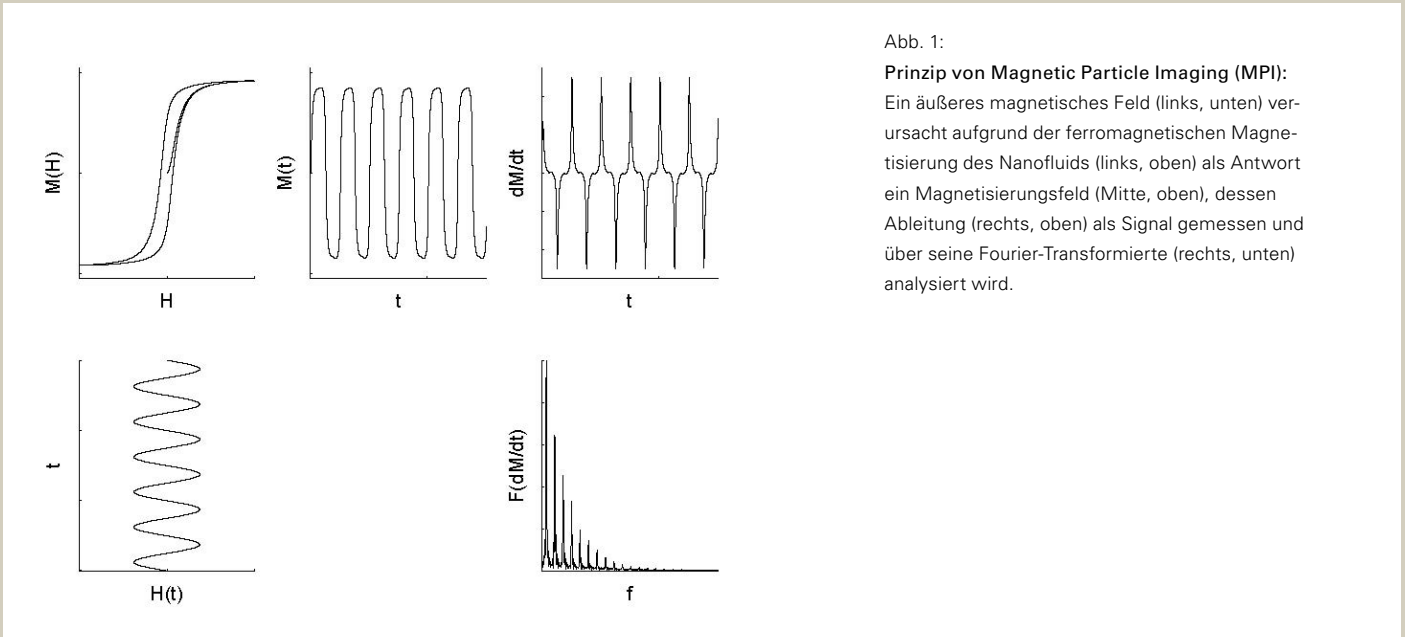 Abb. 1:
Prinzip von Magnetic Particle Imaging (MPI):
Ein äußeres magnetisches Feld (links, unten) ver-
ursacht aufgrund der ferromagnetischen Magne-
tisierung des Nanofluids (links, oben) als Antwort
ein Magnetisierungsfeld (Mitte, oben), dessen
Ableitung (rechts, oben) als Signal gemessen und
über seine Fourier-Transformierte (rechts, unten)
analysiert wird.
M(H)
H
M(t)
t
dM/dt
t
t
H(t)
F(dM/dt)
f